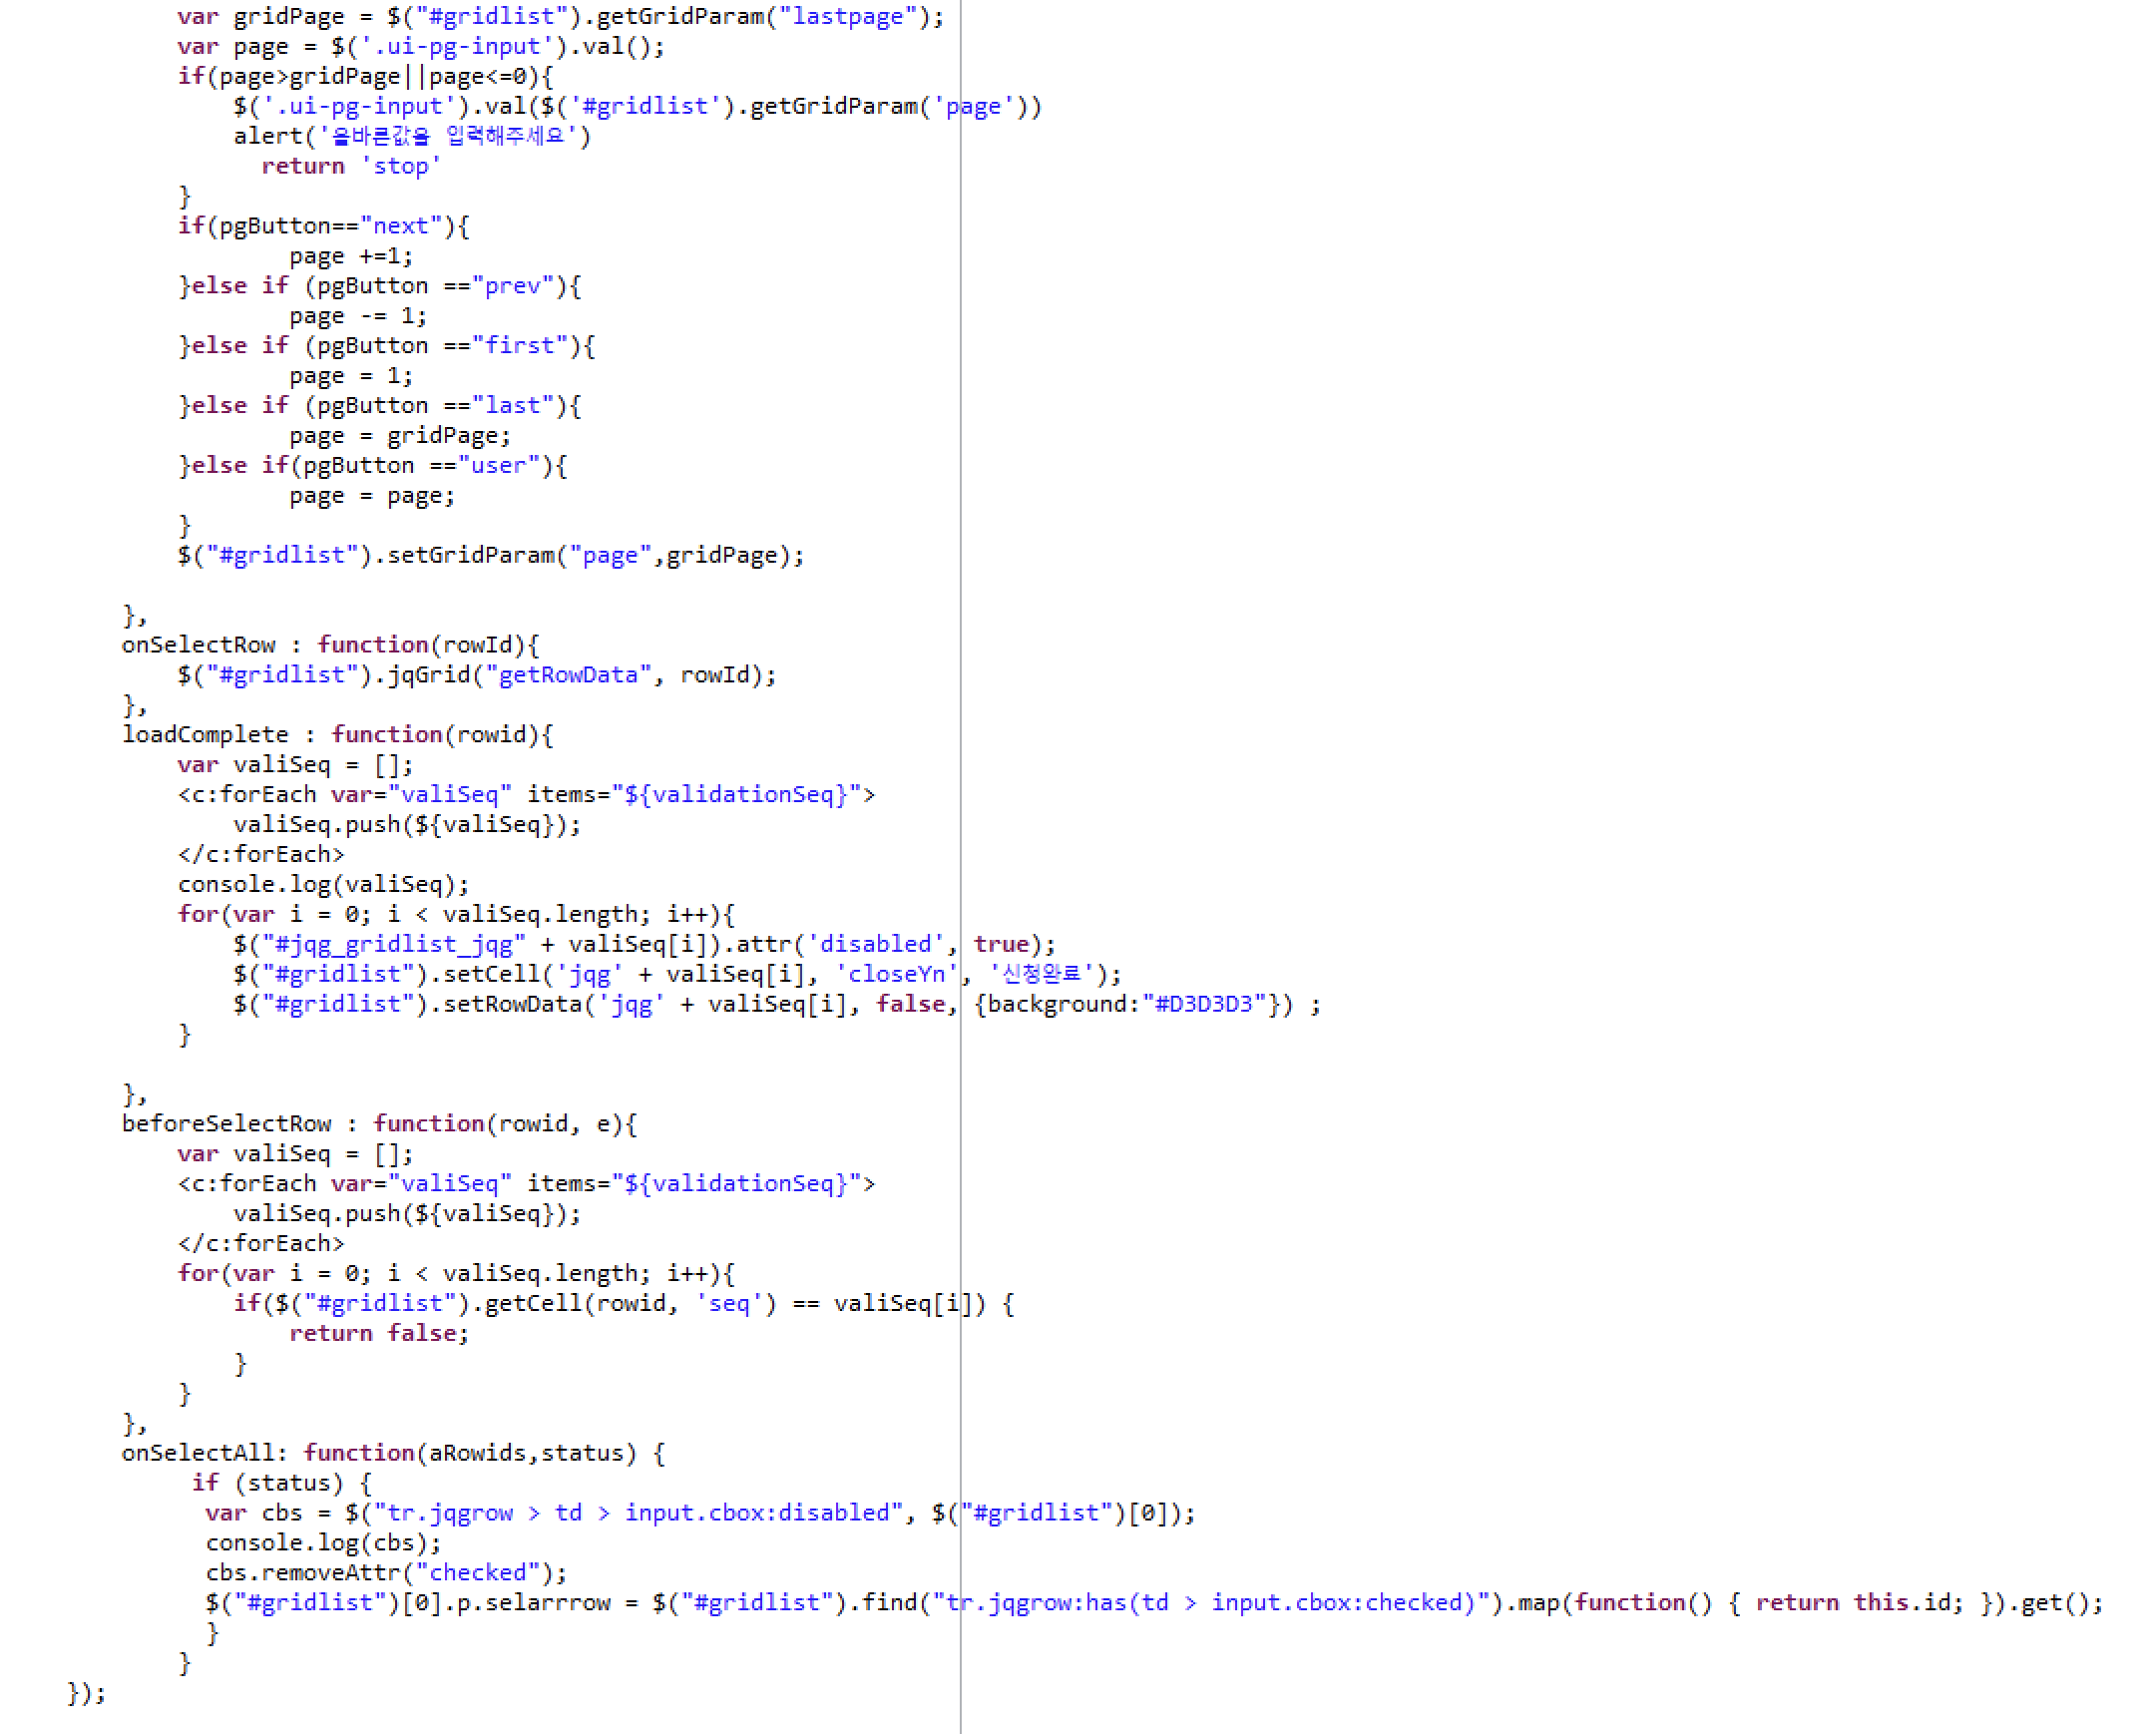 var gridPage = $("#gridlist").getGridParam("lastpage");
var page = $('.ui-pg-input').val();
if(page>gridPage||page<=0){
$('.ui-pg-input').val($('#gridlist').getGridParam('page'))
alert('올바른값을 입력해주세요')
return 'stop'
}
if(pgButton=="next"){
page +=1;
}else if (pgButton =="prev"){
page -= 1;
}else if (pgButton =="first"){
page = 1;
}else if (pgButton =="last"){
page = gridPage;
}else if(pgButton =="user"){
page = page;
}
$("#gridlist").setGridParam("page",gridPage);
},
onSelectRow : function(rowId){
$("#gridlist").jqGrid("getRowData", rowId);
},
loadComplete : function(rowid){
var valiSeq = [];
<c:forEach var="valiSeq" items="${validationSeq}">
valiSeq.push(${valiSeq});
</c:forEach>
console.log(valiSeq);
for(var i = 0; i < valiSeq.length; i++){
$("#jqg_gridlist_jqg" + valiSeq[i]).attr('disabled', true);
$("#gridlist").setCell('jqg' + valiSeq[i], 'closeYn', '신청완료');
$("#gridlist").setRowData('jqg' + valiSeq[i], false, {background:"#D3D3D3"}) ;
}
},
beforeSelectRow : function(rowid, e){
var valiSeq = [];
<c:forEach var="valiSeq" items="${validationSeq}">
valiSeq.push(${valiSeq});
</c:forEach>
for(var i = 0; i < valiSeq.length; i++){
if($("#gridlist").getCell(rowid, 'seq') == valiSeq[i]) {
return false;
}
}
},
onSelectAll: function(aRowids,status) {
if (status) {
var cbs = $("tr.jqgrow > td > input.cbox:disabled", $("#gridlist")[0]);
console.log(cbs);
cbs.removeAttr("checked");
$("#gridlist")[0].p.selarrrow = $("#gridlist").find("tr.jqgrow:has(td > input.cbox:checked)").map(function() { return this.id; }).get();
}
}
});